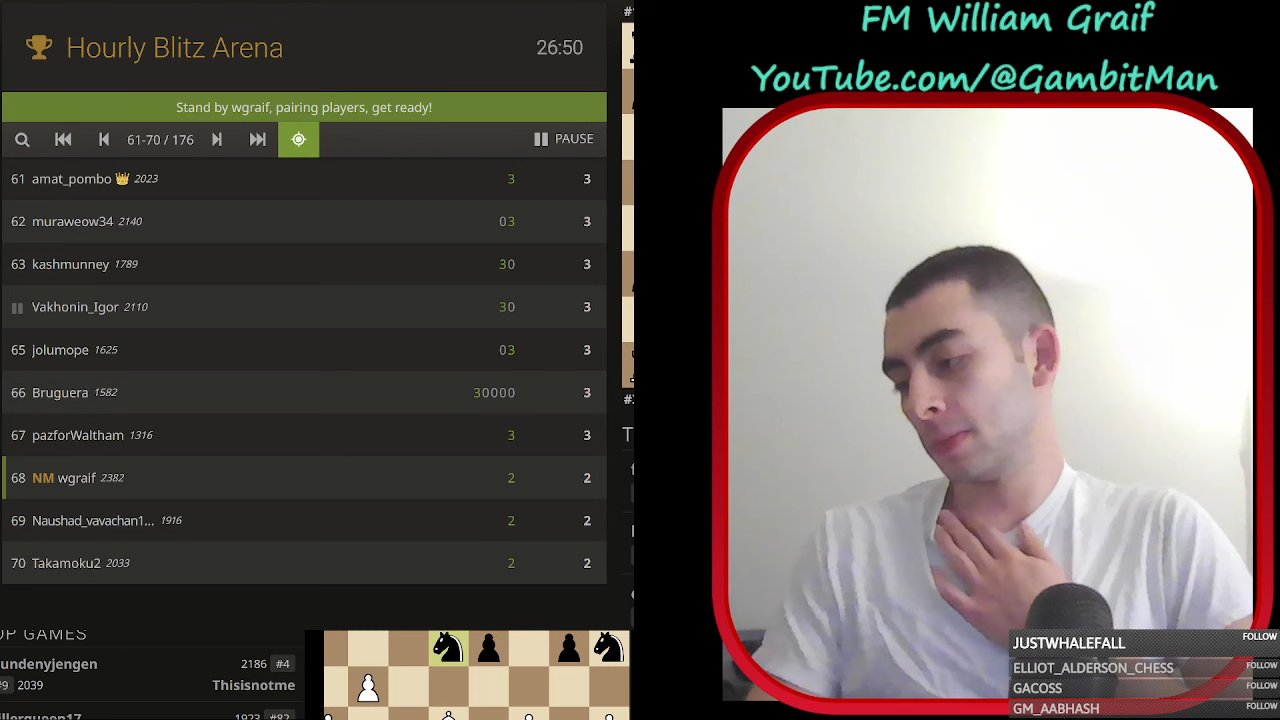 Hourly Blitz Arena 26:50
Stand by wgraif, pairing players, get ready!
61-70 / 176 PAUSE
61 amat_pombo 2023 3 3
62 muraweow34 2140 03 3
63 kashmunney 1789 30 3
Vakhonin_Igor 2110 30 3
65 jolumope 1625 03 3
66 Bruguera 1582 30000 3
67 pazforWaltham 1316 3 3
68 NM wgraif 2382 2 2
69 Naushad_vavachan1... 1916 2 2
70 Takamoku2 2033 2 2
OP GAMES
undenyjengen 2186 #4
#9 2039 Thisisnotme
FM William Graif
YouTube.com/@GambitMan
JUSTWHALEFALL FOLLOW
ELLIOT_ALDERSON_CHESS FOLLOW
GACOSS FOLLOW
GM_AABHASH FOLLOW